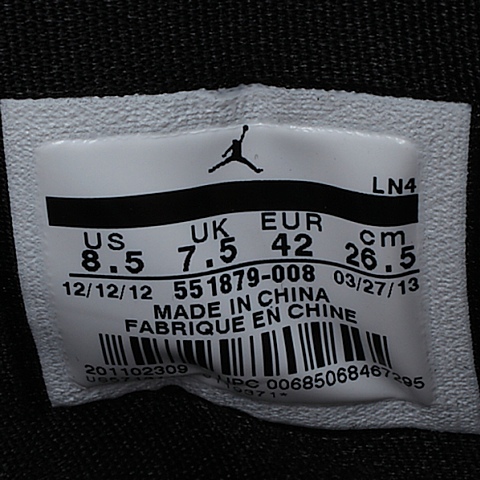 LN4
US UK EUR cm
8.5 7.5 42 26.5
12/12/12 551879-008 03/27/13
MADE IN CHINA
FABRIQUE EN CHINE
201102309 UPC 00685068467295